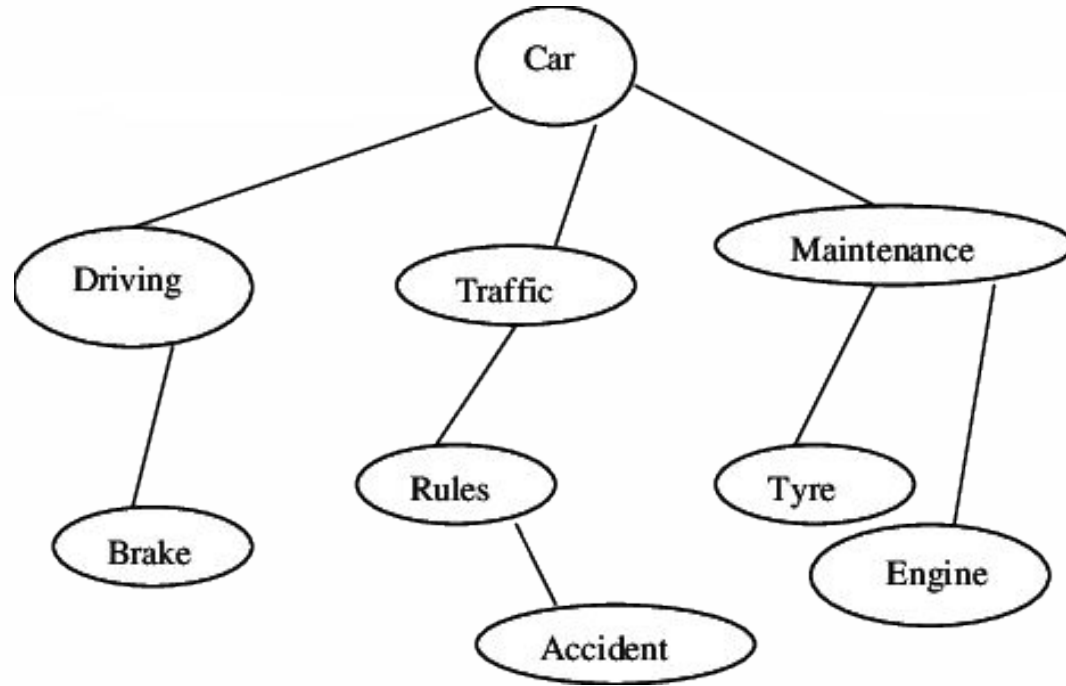 Car
Driving
Traffic
Maintenance
Rules
Tyre
Brake
Engine
Accident